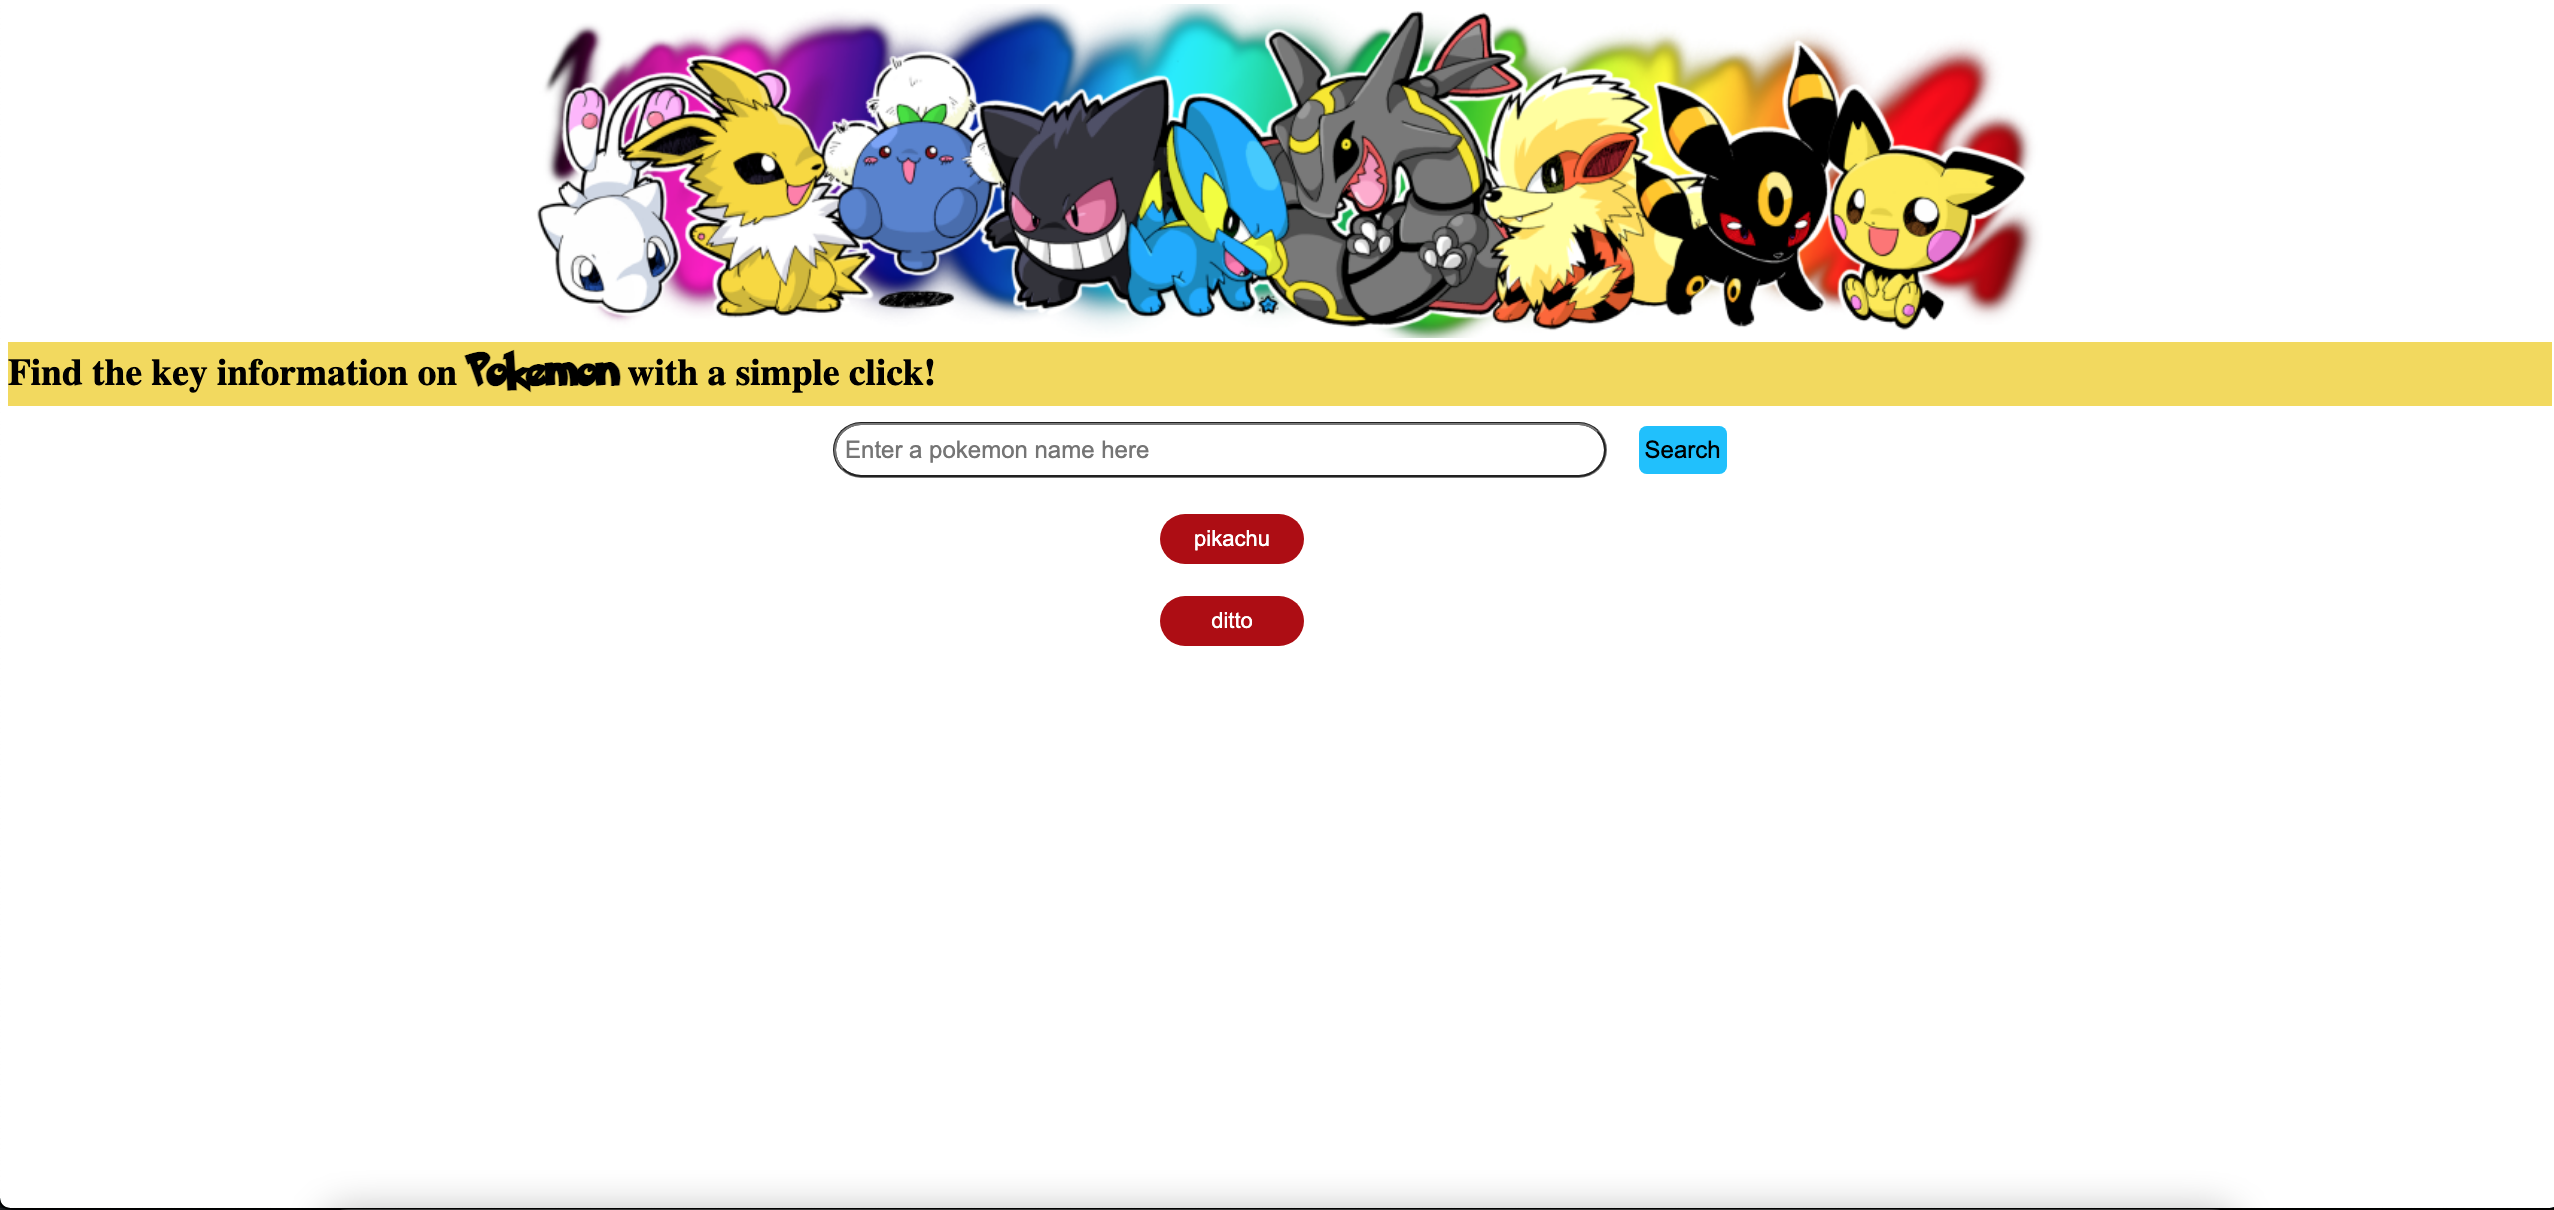 Find the key information on Pokemon with a simple click!
Enter a pokemon name here
Search
pikachu
ditto